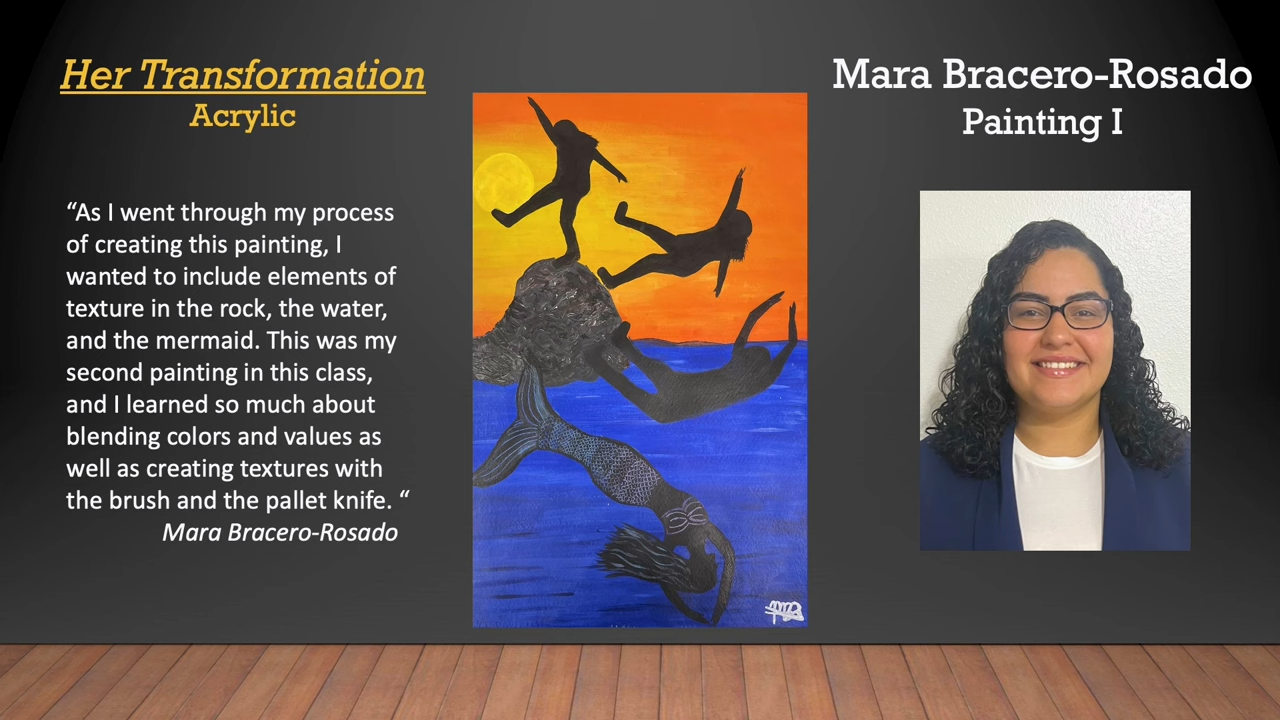 Her Transformation
Acrylic
“As I went through my process
of creating this painting, I
wanted to include elements of
texture in the rock, the water,
and the mermaid. This was my
second painting in this class,
and I learned so much about
blending colors and values as
well as creating textures with
the brush and the pallet knife. “
Mara Bracero-Rosado
Mara Bracero-Rosado
Painting I